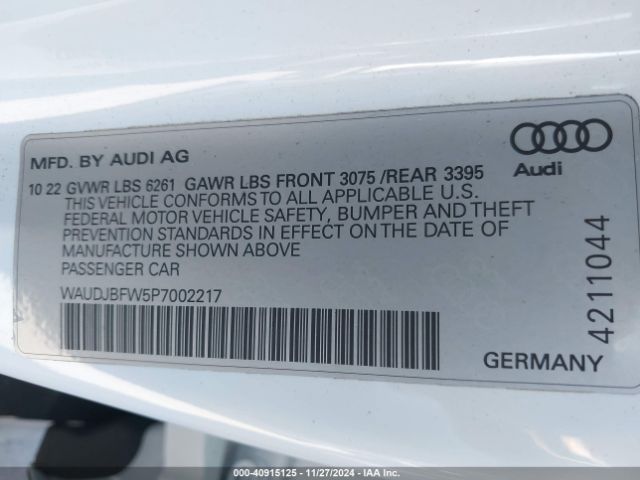 MFD. BY AUDI AG
10 22 GVWR LBS 6261 GAWR LBS FRONT 3075 /REAR 3395
THIS VEHICLE CONFORMS TO ALL APPLICABLE U.S.
FEDERAL MOTOR VEHICLE SAFETY, BUMPER AND THEFT
PREVENTION STANDARDS IN EFFECT ON THE DATE OF
MANUFACTURE SHOWN ABOVE
PASSENGER CAR
WAUDJBFW5P7002217
Audi
4211044
GERMANY
000-40915125 - 11/27/2024 - IAA Inc.